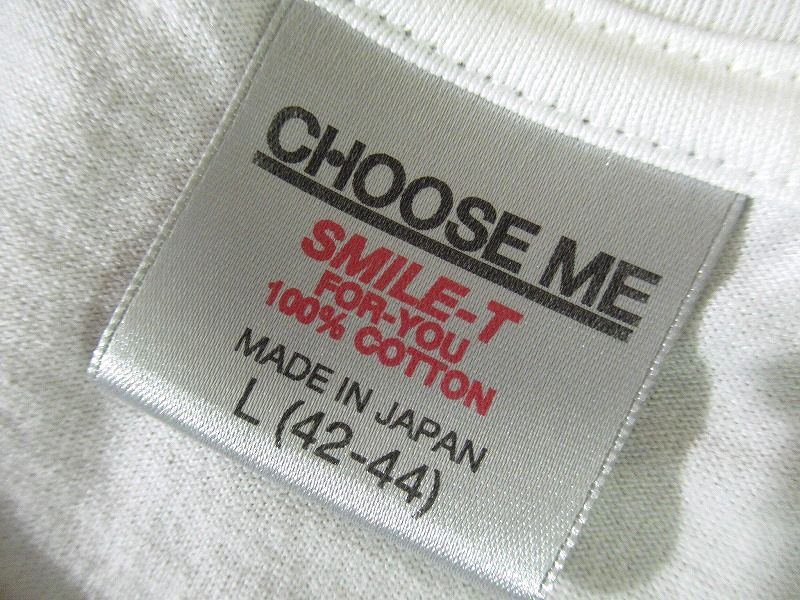 CHOOSE ME
SMILE-T
FOR-YOU
100% COTTON
MADE IN JAPAN
L (42-44)